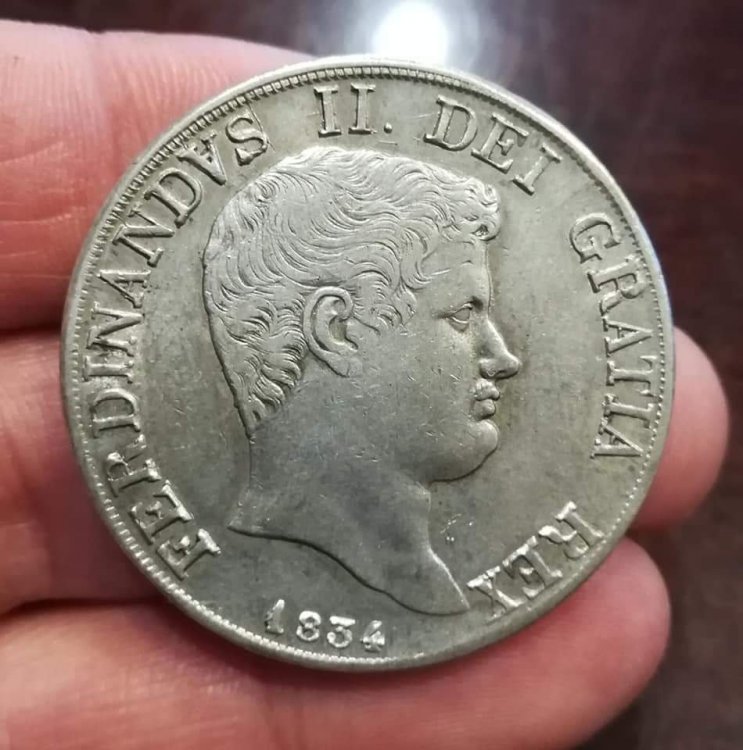 FERDINANDVS II. DEI GRATIA REX
1834